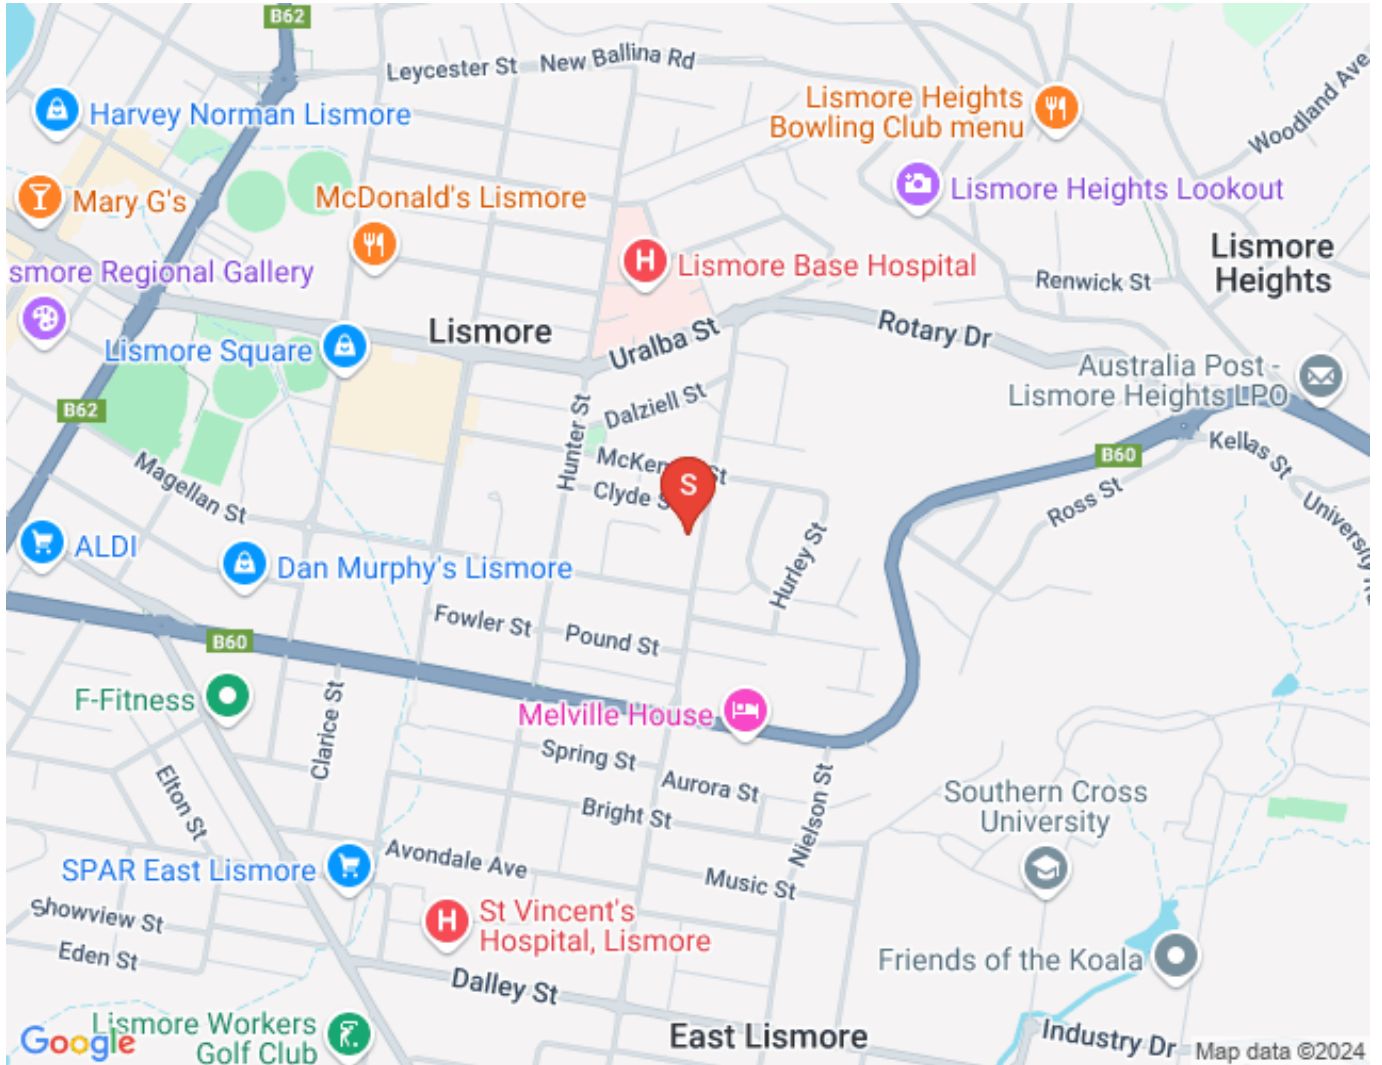 B62
Leycester St
New Ballina Rd
Harvey Norman Lismore
Lismore Heights
Bowling Club menu
Woodland Ave
Mary G's
McDonald's Lismore
Lismore Heights Lookout
smore Regional Gallery
Lismore Base Hospital
Lismore
Heights
Renwick St
Lismore
Uralba St
Rotary Dr
Lismore Square
Australia Post -
Lismore Heights LPO
B62
Dalziell St
Hunter St
B60
Kellas St
Magellan St
St
Clyde
S
Ross St
University
ALDI
Dan Murphy's Lismore
Hurley St
Fowler St
Pound St
B60
F-Fitness
Melville House
Clarice St
Spring St
Aurora St
Elton St
Bright St
Nielson St
Southern Cross
University
SPAR East Lismore
Avondale Ave
Music St
Showview St
St Vincent's
Hospital, Lismore
Eden St
Friends of the Koala
Dalley St
Lismore Workers
Golf Club
East Lismore
Industry Dr
Google
Map data ©2024